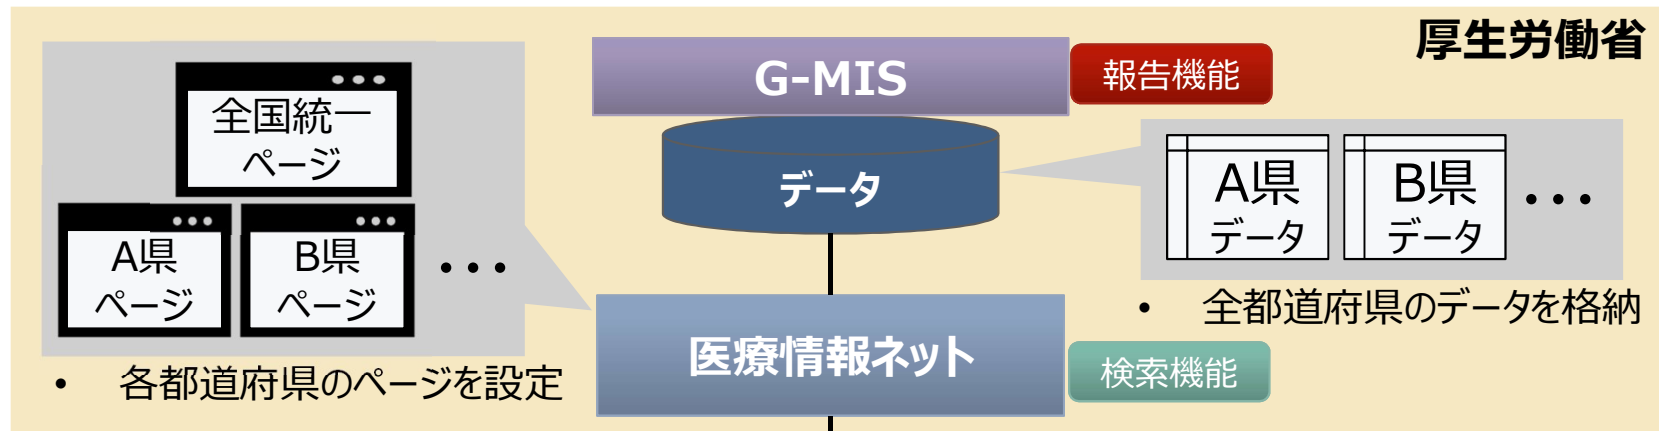 厚生労働省
G-MIS
報告機能
全国統一
ページ
A県
ページ
B県
ページ
・・・
データ
A県
データ
B県
データ
・・・
• 全都道府県のデータを格納
医療情報ネット
検索機能
• 各都道府県のページを設定